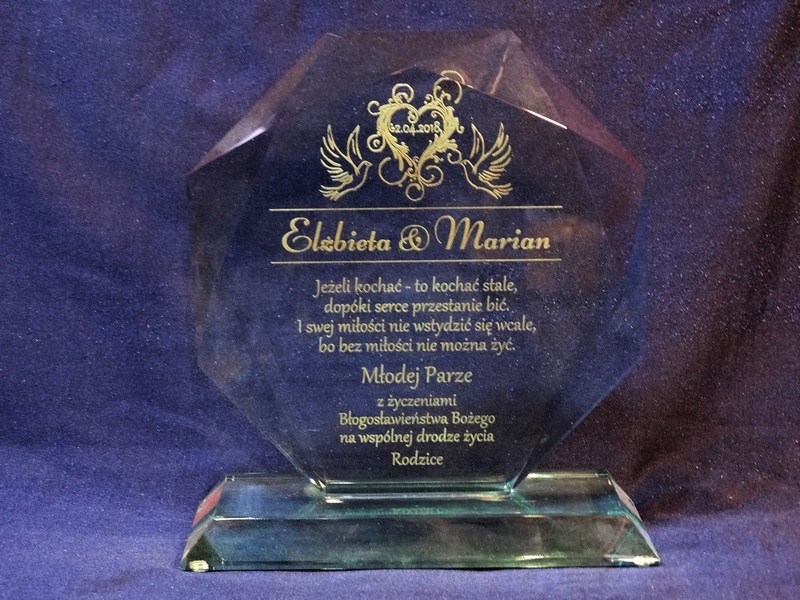 12.04.2018
Elżbieta & Marian
Jeżeli kochać - to kochać stale,
dopóki serce przestanie bić.
I swej miłości nie wstydzić się wcale,
bo bez miłości nie można żyć.
Młodej Parze
z życzeniami
Błogosławieństwa Bożego
na wspólnej drodze życia
Rodzice